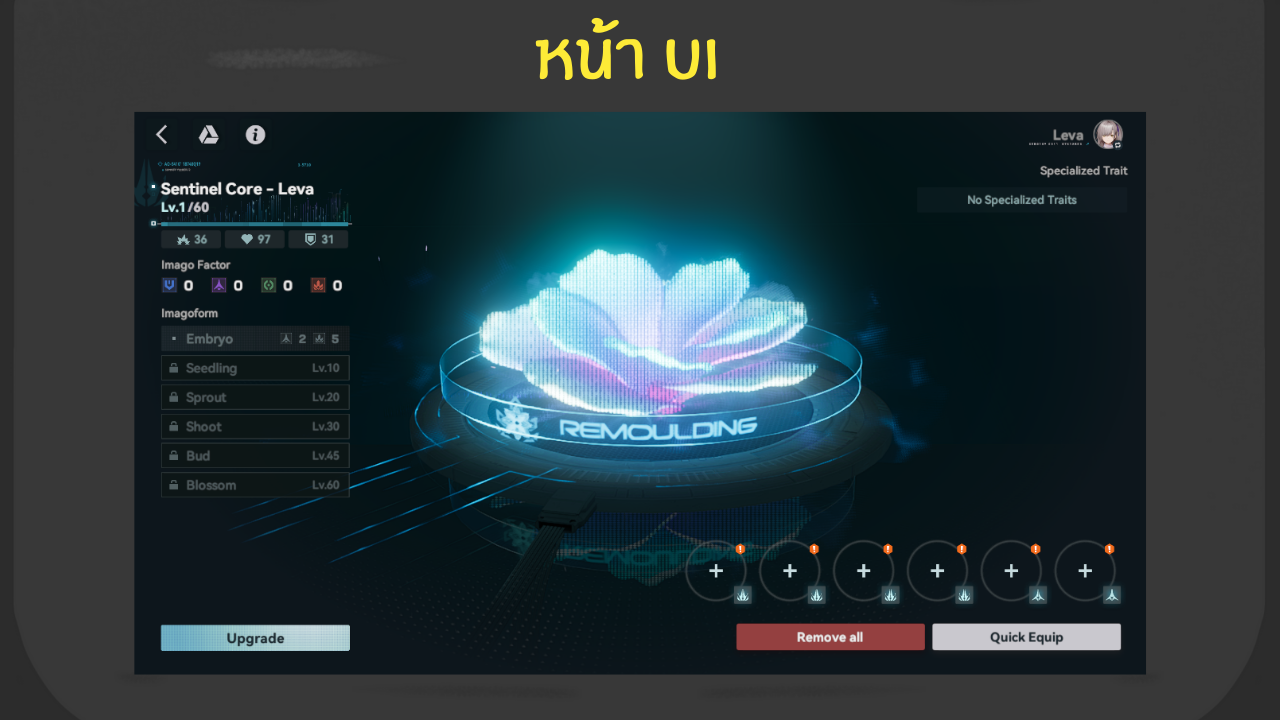 หน้า UI
Leva
Specialized Trait
No Specialized Traits
Sentinel Core - Leva
Lv.1/60
36 97 31
Imago Factor
0 0 0 0
Imagoform
Embryo 2 5
Seedling Lv.10
Sprout Lv.20
Shoot Lv.30
Bud Lv.45
Blossom Lv.60
REMOULDING
Upgrade
Remove all
Quick Equip